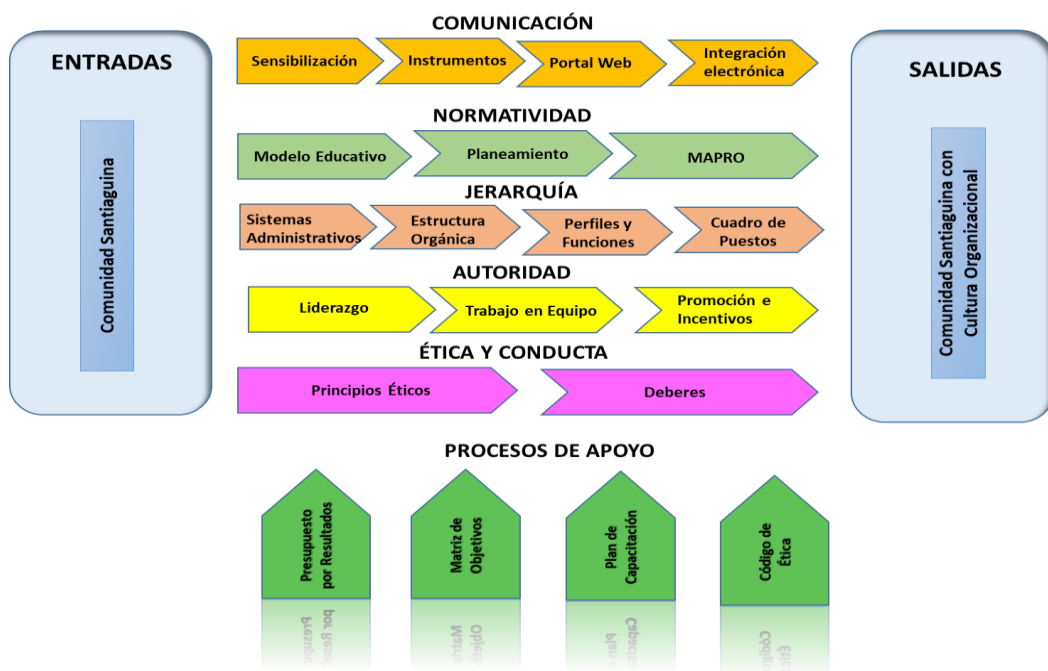 ENTRADAS
Comunidad Santiaguina
COMUNICACIÓN
Sensibilización
Instrumentos
Portal Web
Integración
electrónica
NORMATIVIDAD
Modelo Educativo
Planeamiento
MAPRO
JERARQUÍA
Sistemas
Administrativos
Estructura
Orgánica
Perfiles y
Funciones
Cuadro de
Puestos
AUTORIDAD
Liderazgo
Trabajo en Equipo
Promoción e
Incentivos
ÉTICA Y CONDUCTA
Principios Éticos
Deberes
SALIDAS
Comunidad Santiaguina con
Cultura Organizacional
PROCESOS DE APOYO
Presupuesto
por Resultados
Matriz de
Objetivos
Plan de
Capacitación
Código de
Ética